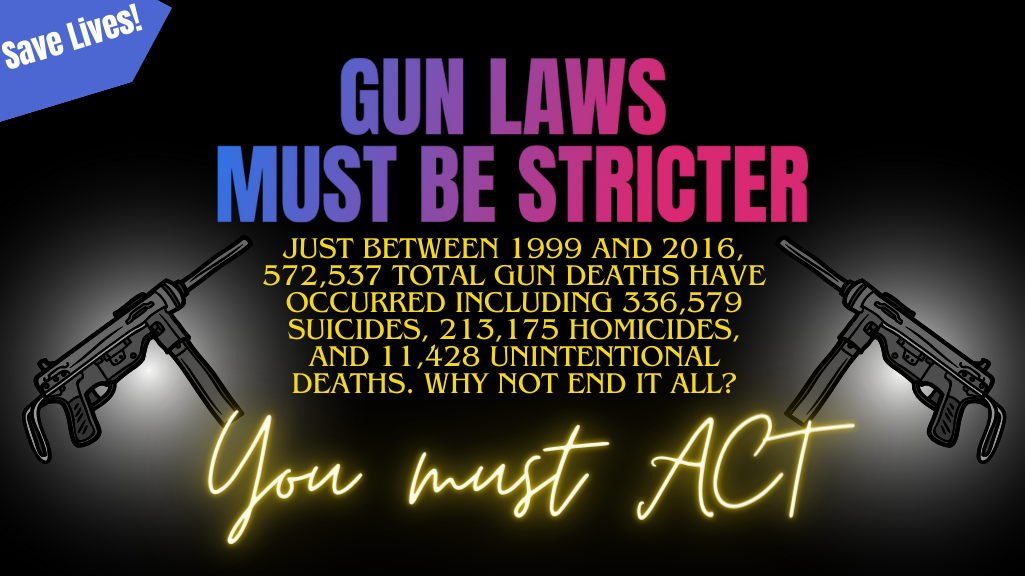 Save Lives!
GUN LAWS
MUST BE STRICTER
JUST BETWEEN 1999 AND 2016,
572,537 TOTAL GUN DEATHS HAVE
OCCURRED INCLUDING 336,579
SUICIDES, 213,175 HOMICIDES,
AND 11,428 UNINTENTIONAL
DEATHS. WHY NOT END IT ALL?
You must ACT